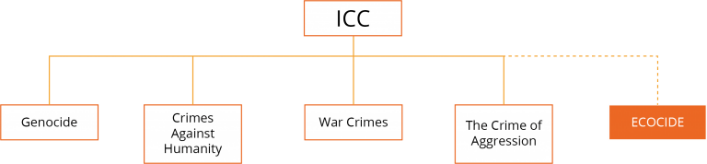 ICC
Genocide
Crimes
Against
Humanity
War Crimes
The Crime of
Aggression
ECOCIDE